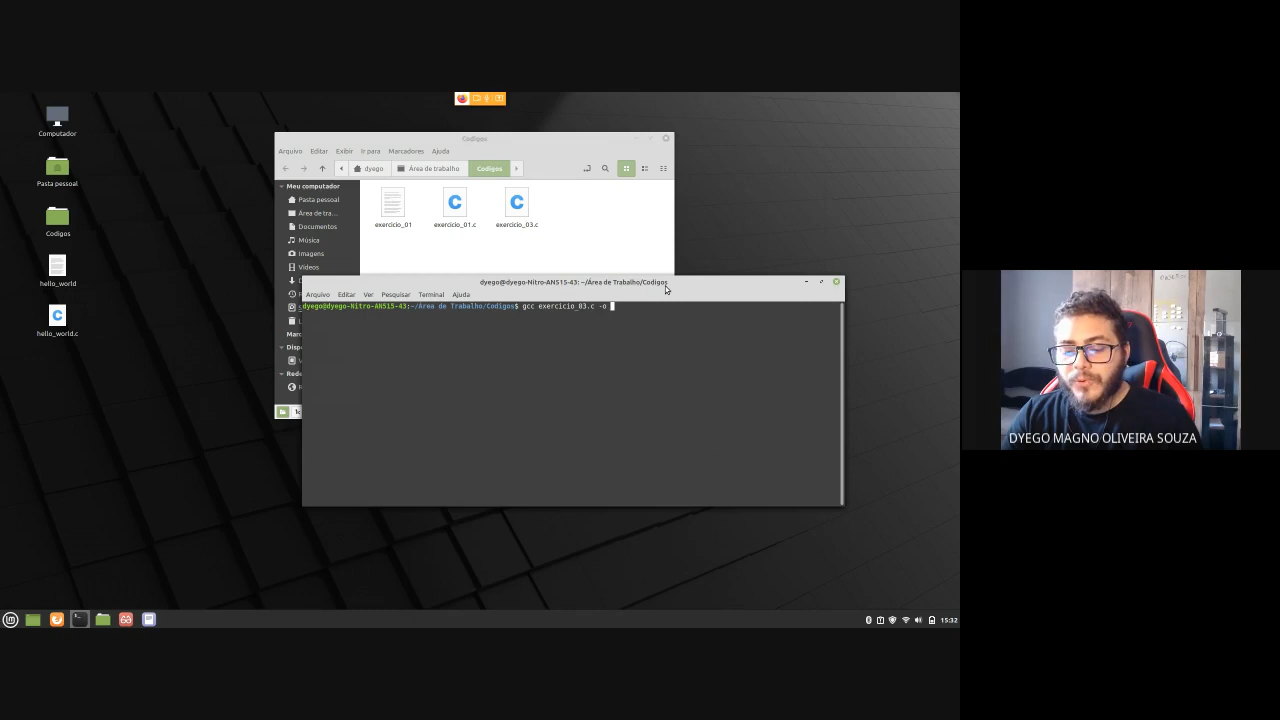 Computador
Pasta pessoal
Codigos
hello_world
hello_world.c
Codigos
Arquivo Editar Exibir Ir para Marcadores Ajuda
dyego Área de trabalho Codigos
Meu computador
Pasta pessoal
Área de tra...
Documentos
Música
Imagens
Vídeos
exercicio_01
exercicio_01.c
exercicio_03.c
dyego@dyego-Nitro-AN515-43: ~/Área de Trabalho/Codigos
Arquivo Editar Ver Pesquisar Terminal Ajuda
dyego@dyego-Nitro-AN515-43:~/Área de Trabalho/Codigos$ gcc exercicio_03.c -o
15:32
DYEGO MAGNO OLIVEIRA SOUZA